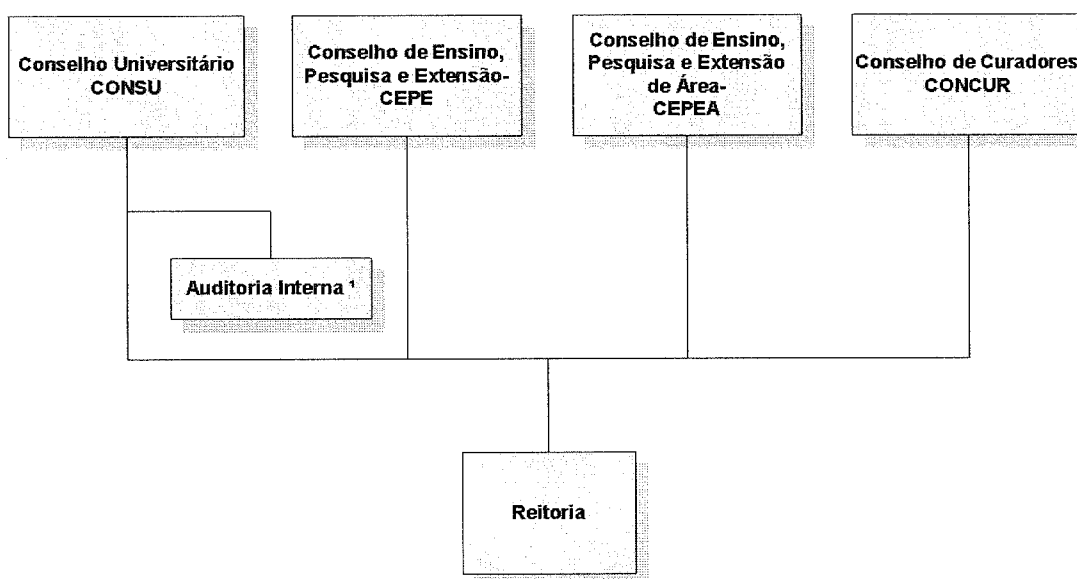 Conselho Universitário
CONSU
Conselho de Ensino,
Pesquisa e Extensão-
CEPE
Conselho de Ensino,
Pesquisa e Extensão
de Área-
CEPEA
Conselho de Curadores
CONCUR
Auditoria Interna ¹
Reitoria